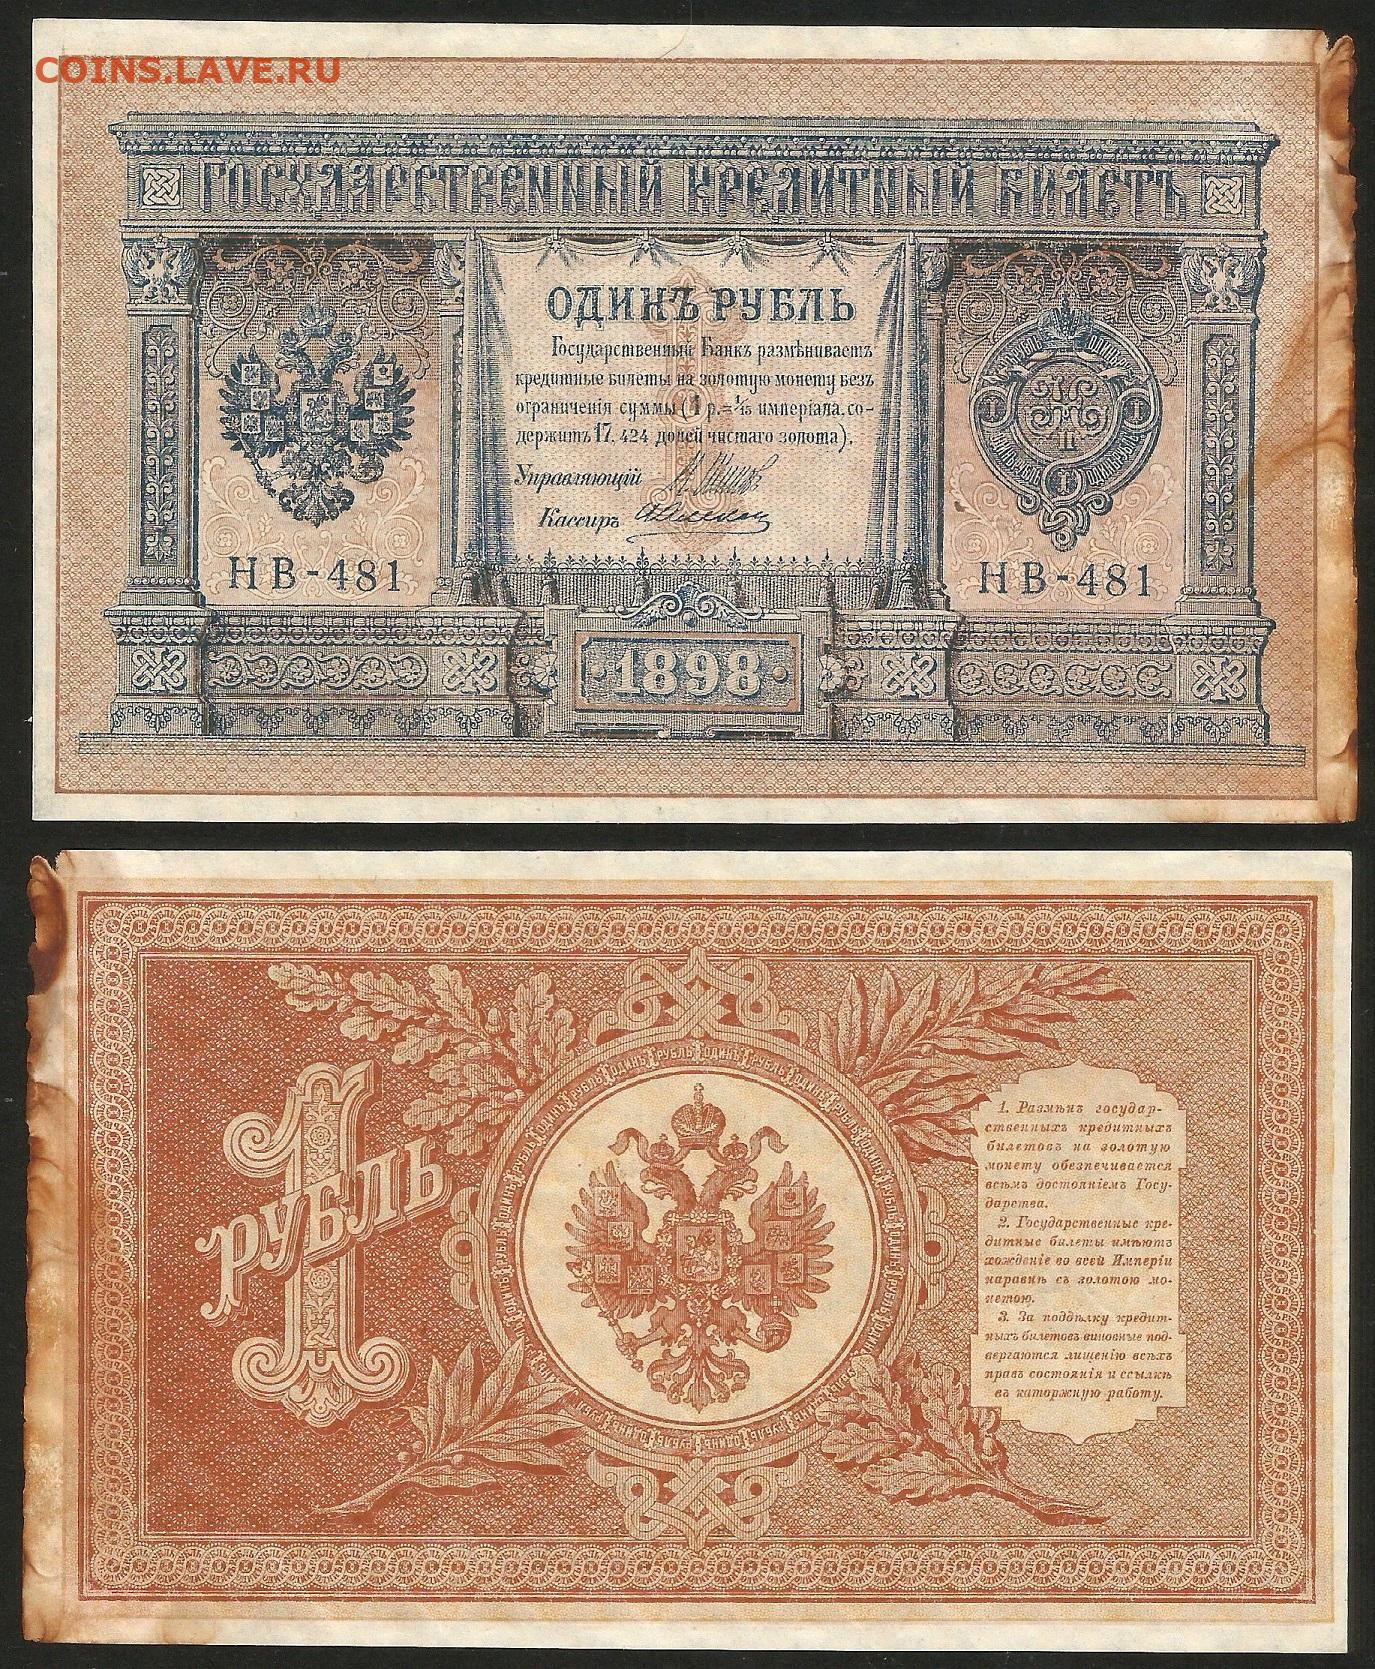 COINS.LAVE.RU
ГОСУДАРСТВЕННЫЙ КРЕДИТНЫЙ БИЛЕТЪ
ОДИНЪ РУБЛЬ
Государственный Банкъ размѣниваетъ
кредитные билеты на золотую монету безъ
ограниченія суммы (1 р. = 1/15 имперіала, со-
держитъ 17,424 долей чистаго золота).
Управляющій
Кассиръ
НВ-481
НВ-481
1898
1
РУБЛЬ
1. Размѣнъ государ-
ственныхъ кредитныхъ
билетовъ на золотую
монету обезпечивается
всѣмъ достояніемъ Госу-
дарства.
2. Государственные кре-
дитные билеты имѣютъ
хожденіе во всей Имперіи
наравнѣ съ золотою мо-
нетою.
3. За поддѣлку кредит-
ныхъ билетовъ виновные под-
вергаются лишенію всѣхъ
правъ состоянія и ссылкѣ
въ каторжную работу.